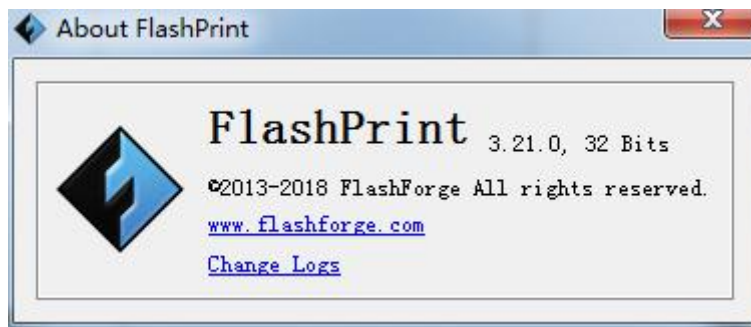 About FlashPrint
X
FlashPrint 3.21.0, 32 Bits
©2013-2018 FlashForge All rights reserved.
www.flashforge.com
Change Logs